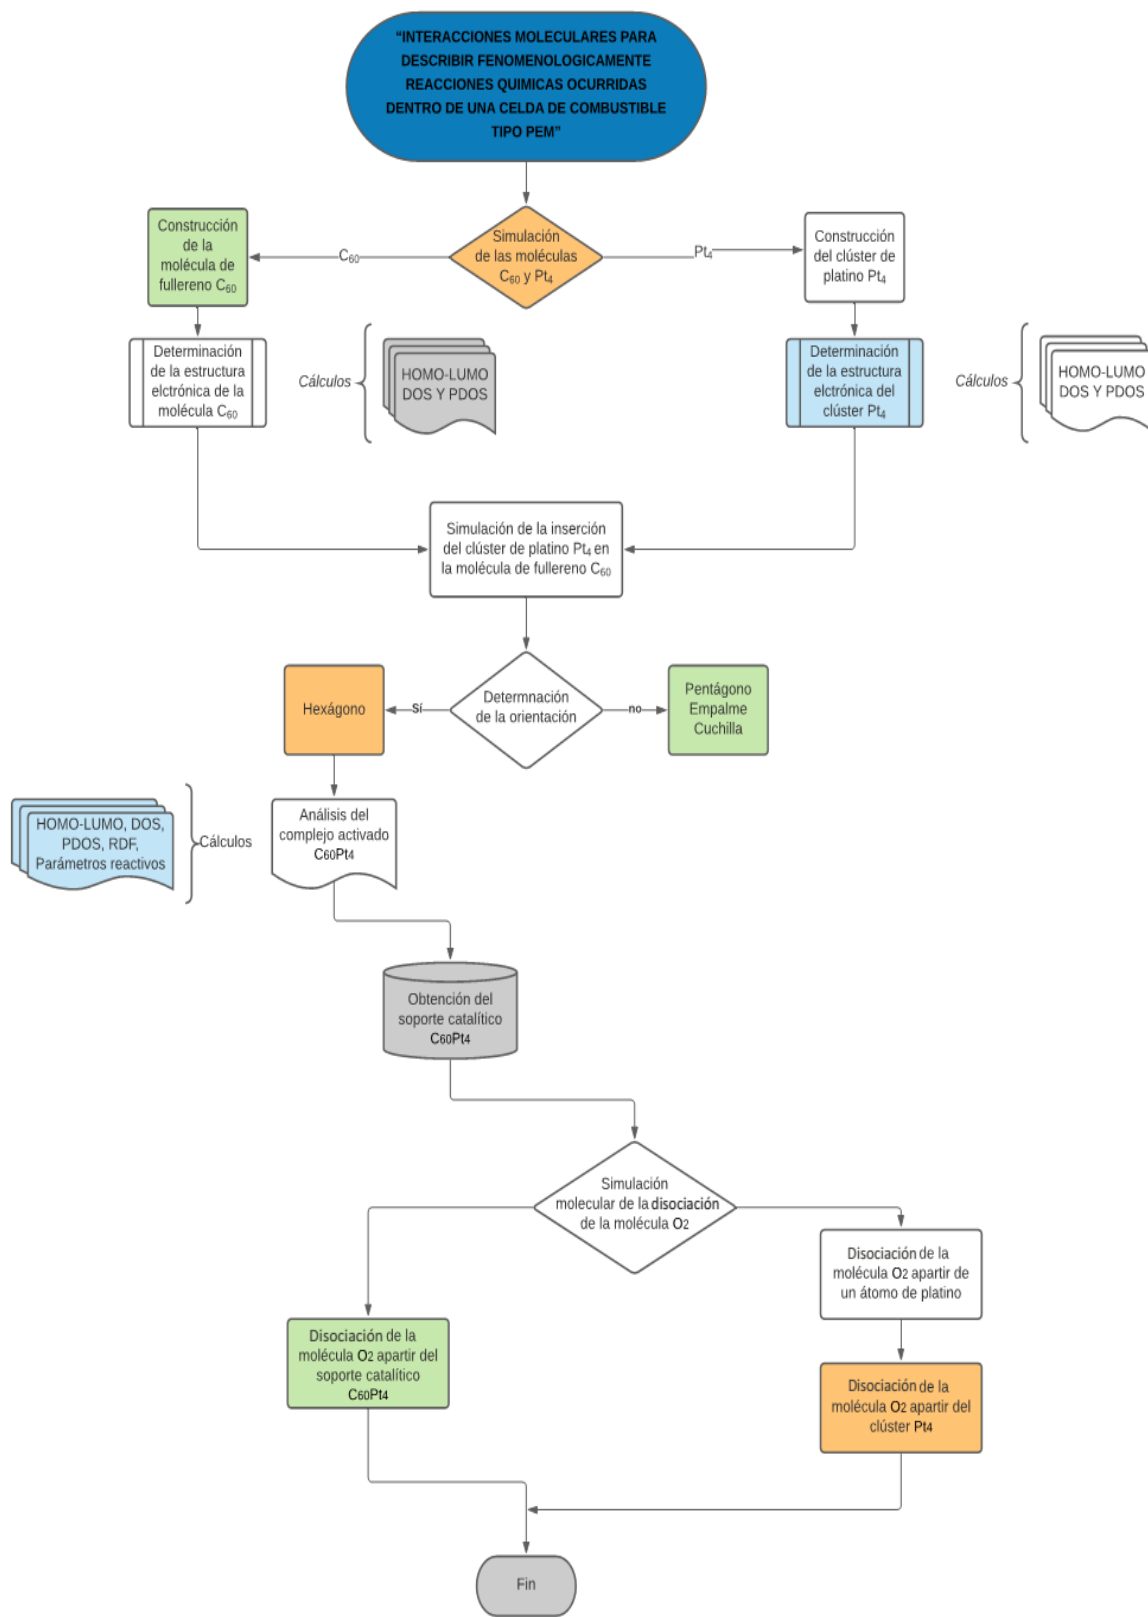 “INTERACCIONES MOLECULARES PARA
DESCRIBIR FENOMENOLOGICAMENTE
REACCIONES QUIMICAS OCURRIDAS
DENTRO DE UNA CELDA DE COMBUSTIBLE
TIPO PEM”
Simulación
de las moléculas
C₆₀ y Pt₄
C₆₀
Pt₄
Construcción
de la
molécula de
fullereno C₆₀
Construcción
del clúster de
platino Pt₄
Determinación
de la estructura
elctrónica de la
molécula C₆₀
Cálculos
HOMO-LUMO
DOS Y PDOS
Determinación
de la estructura
elctrónica del
clúster Pt₄
Cálculos
HOMO-LUMO
DOS Y PDOS
Simulación de la inserción
del clúster de platino Pt₄ en
la molécula de fullereno C₆₀
Determnación
de la orientación
Sí
no
Hexágono
Pentágono
Empalme
Cuchilla
HOMO-LUMO, DOS,
PDOS, RDF,
Parámetros reactivos
Cálculos
Análisis del
complejo activado
C60Pt4
Obtención del
soporte catalítico
C60Pt4
Simulación
molecular de la disociación
de la molécula O2
Disociación de la
molécula O2 apartir de
un átomo de platino
Disociación de la
molécula O2 apartir del
soporte catalítico
C60Pt4
Disociación de la
molécula O2 apartir del
clúster Pt4
Fin